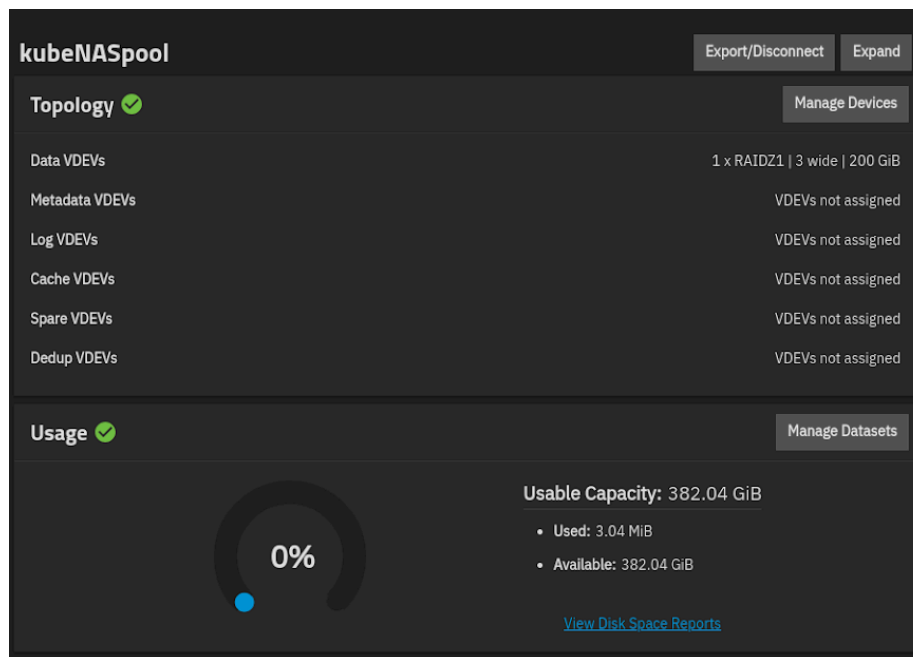 kubeNASpool
Export/Disconnect
Expand
Topology
Manage Devices
Data VDEVs
1 x RAIDZ1 | 3 wide | 200 GiB
Metadata VDEVs
VDEVs not assigned
Log VDEVs
VDEVs not assigned
Cache VDEVs
VDEVs not assigned
Spare VDEVs
VDEVs not assigned
Dedup VDEVs
VDEVs not assigned
Usage
Manage Datasets
0%
Usable Capacity: 382.04 GiB
• Used: 3.04 MiB
• Available: 382.04 GiB
View Disk Space Reports